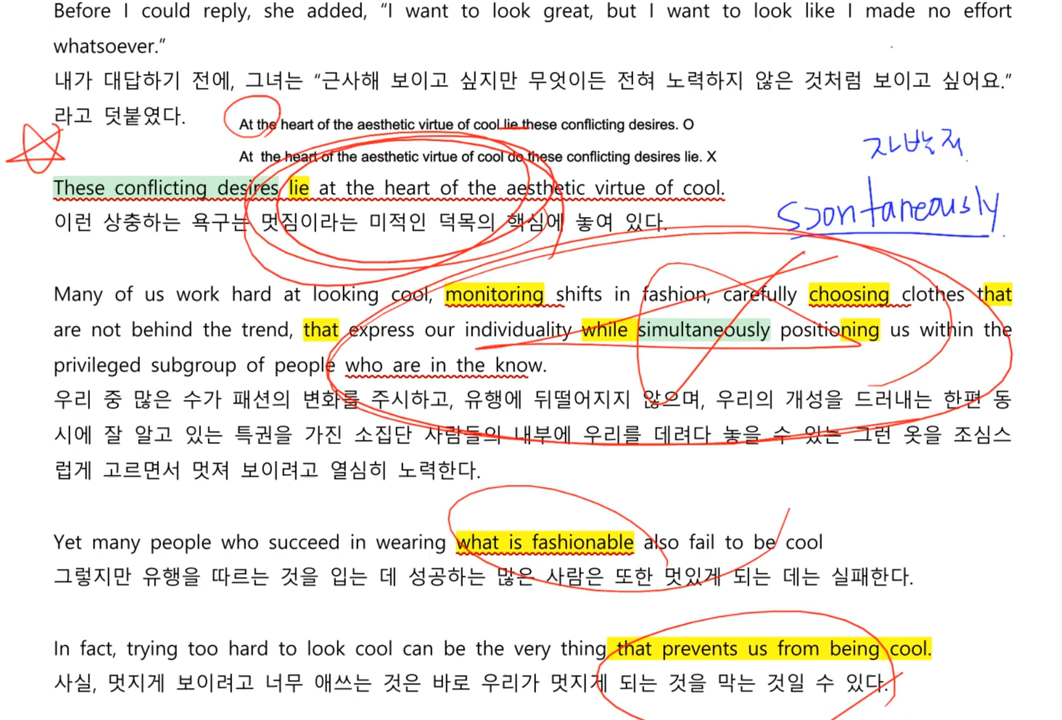 Before I could reply, she added, “I want to look great, but I want to look like I made no effort
whatsoever.”
내가 대답하기 전에, 그녀는 “근사해 보이고 싶지만 무엇이든 전혀 노력하지 않은 것처럼 보이고 싶어요.”
라고 덧붙였다.
At the heart of the aesthetic virtue of cool lie these conflicting desires. O
At the heart of the aesthetic virtue of cool do these conflicting desires lie. X
자발적
These conflicting desires lie at the heart of the aesthetic virtue of cool.
spontaneously
이런 상충하는 욕구는 멋짐이라는 미적인 덕목의 핵심에 놓여 있다.
Many of us work hard at looking cool, monitoring shifts in fashion, carefully choosing clothes that
are not behind the trend, that express our individuality while simultaneously positioning us within the
privileged subgroup of people who are in the know.
우리 중 많은 수가 패션의 변화를 주시하고, 유행에 뒤떨어지지 않으며, 우리의 개성을 드러내는 한편 동
시에 잘 알고 있는 특권을 가진 소집단 사람들의 내부에 우리를 데려다 놓을 수 있는 그런 옷을 조심스
럽게 고르면서 멋져 보이려고 열심히 노력한다.
Yet many people who succeed in wearing what is fashionable also fail to be cool
그렇지만 유행을 따르는 것을 입는 데 성공하는 많은 사람은 또한 멋있게 되는 데는 실패한다.
In fact, trying too hard to look cool can be the very thing that prevents us from being cool.
사실, 멋지게 보이려고 너무 애쓰는 것은 바로 우리가 멋지게 되는 것을 막는 것일 수 있다.